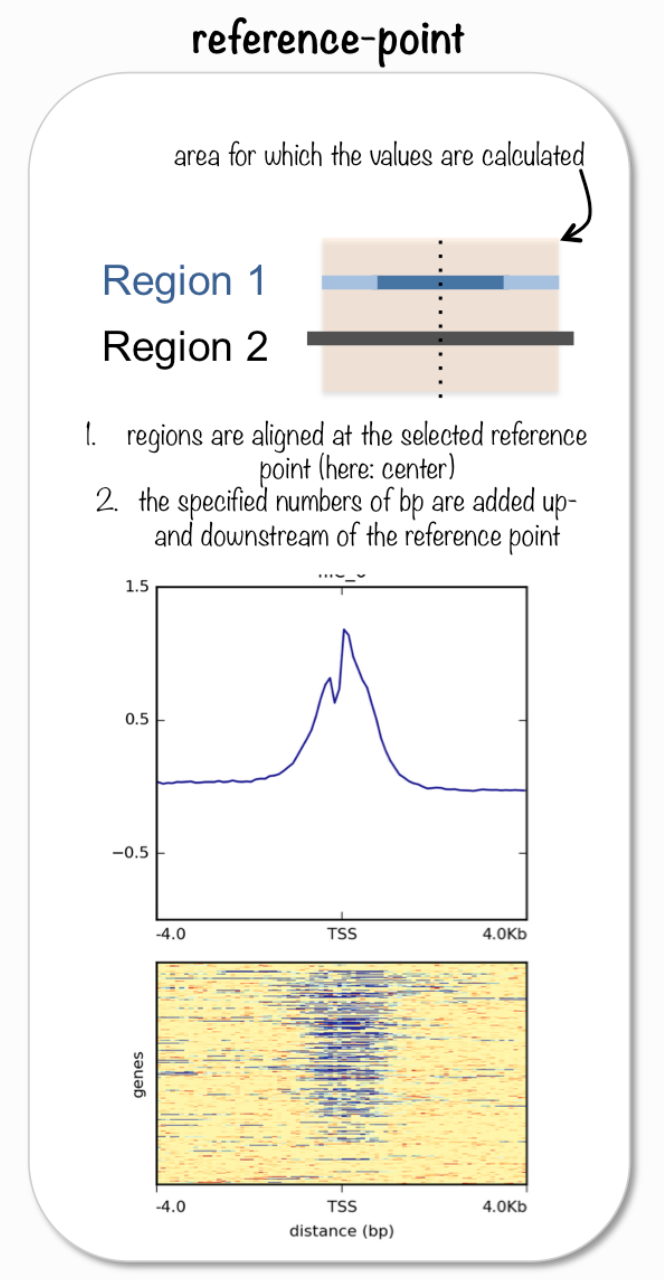 reference-point
area for which the values are calculated
Region 1
Region 2
1. regions are aligned at the selected reference
point (here: center)
2. the specified numbers of bp are added up-
and downstream of the reference point
1.5
0.5
−0.5
-4.0 TSS 4.0Kb
genes
-4.0 TSS 4.0Kb
distance (bp)